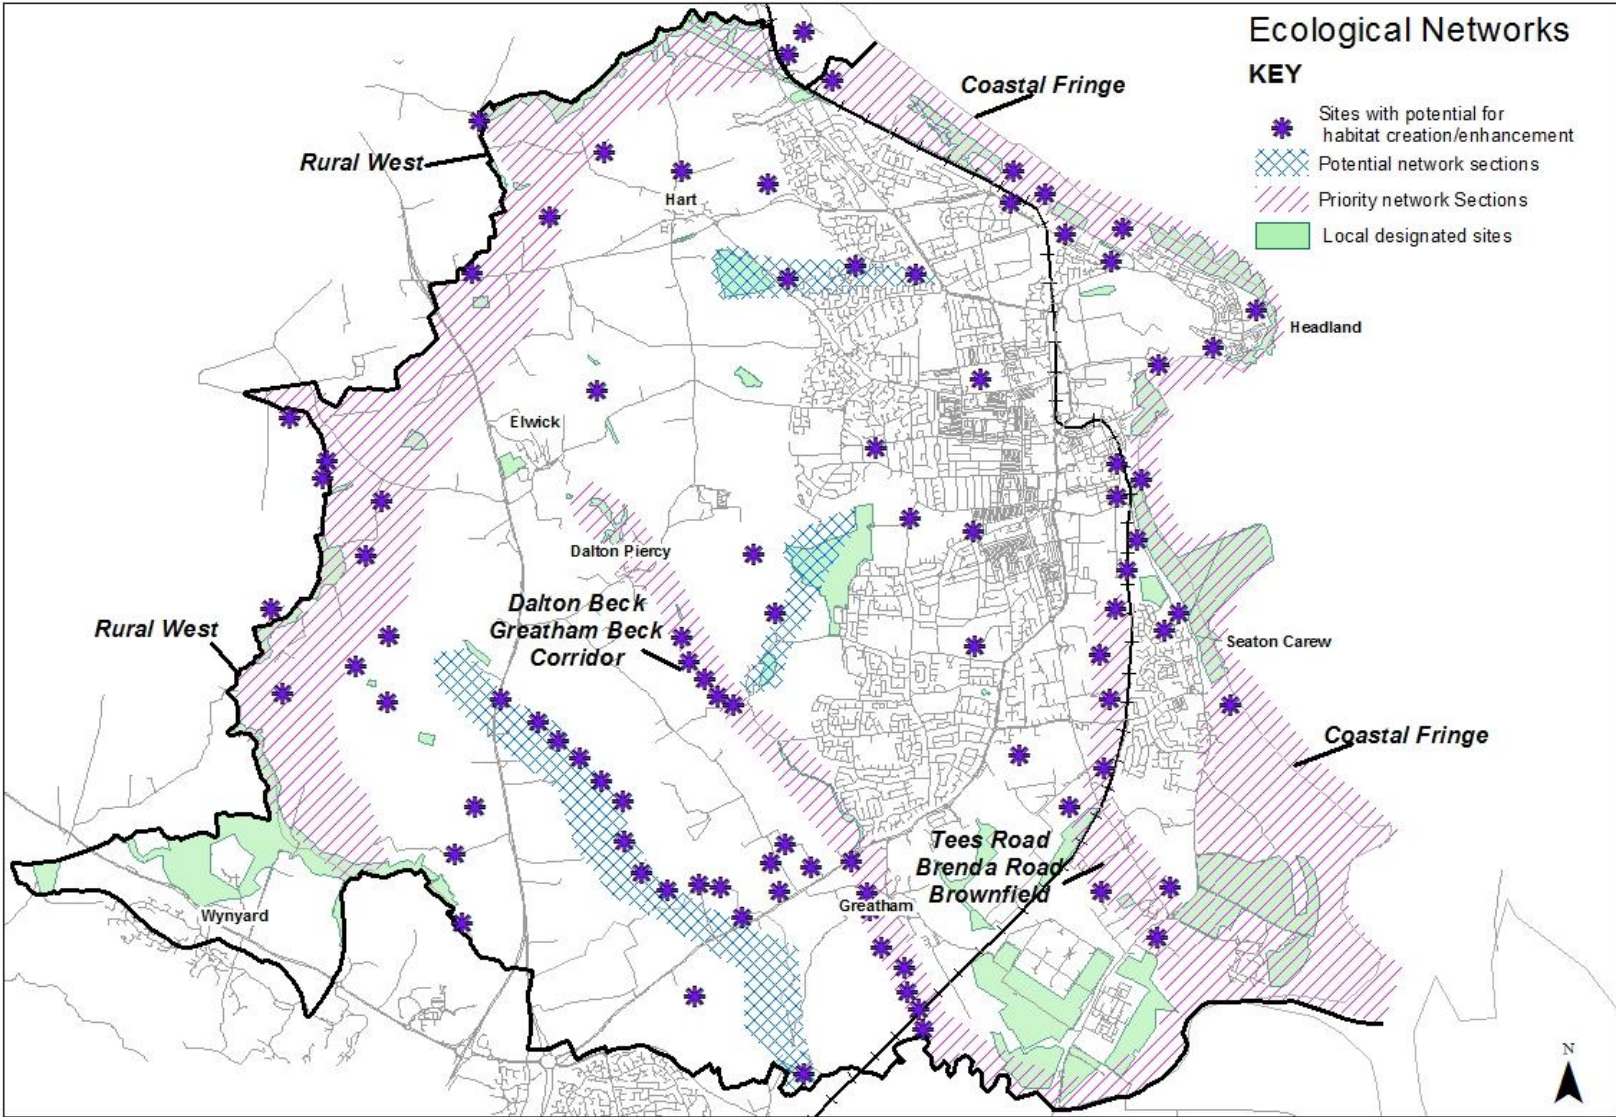 Ecological Networks
KEY
Sites with potential for
habitat creation/enhancement
Potential network sections
Priority network Sections
Local designated sites
Coastal Fringe
Rural West
Hart
Headland
Elwick
Dalton Piercy
Dalton Beck
Greatham Beck
Corridor
Rural West
Seaton Carew
Coastal Fringe
Tees Road
Brenda Road
Brownfield
Greatham
Wynyard
N